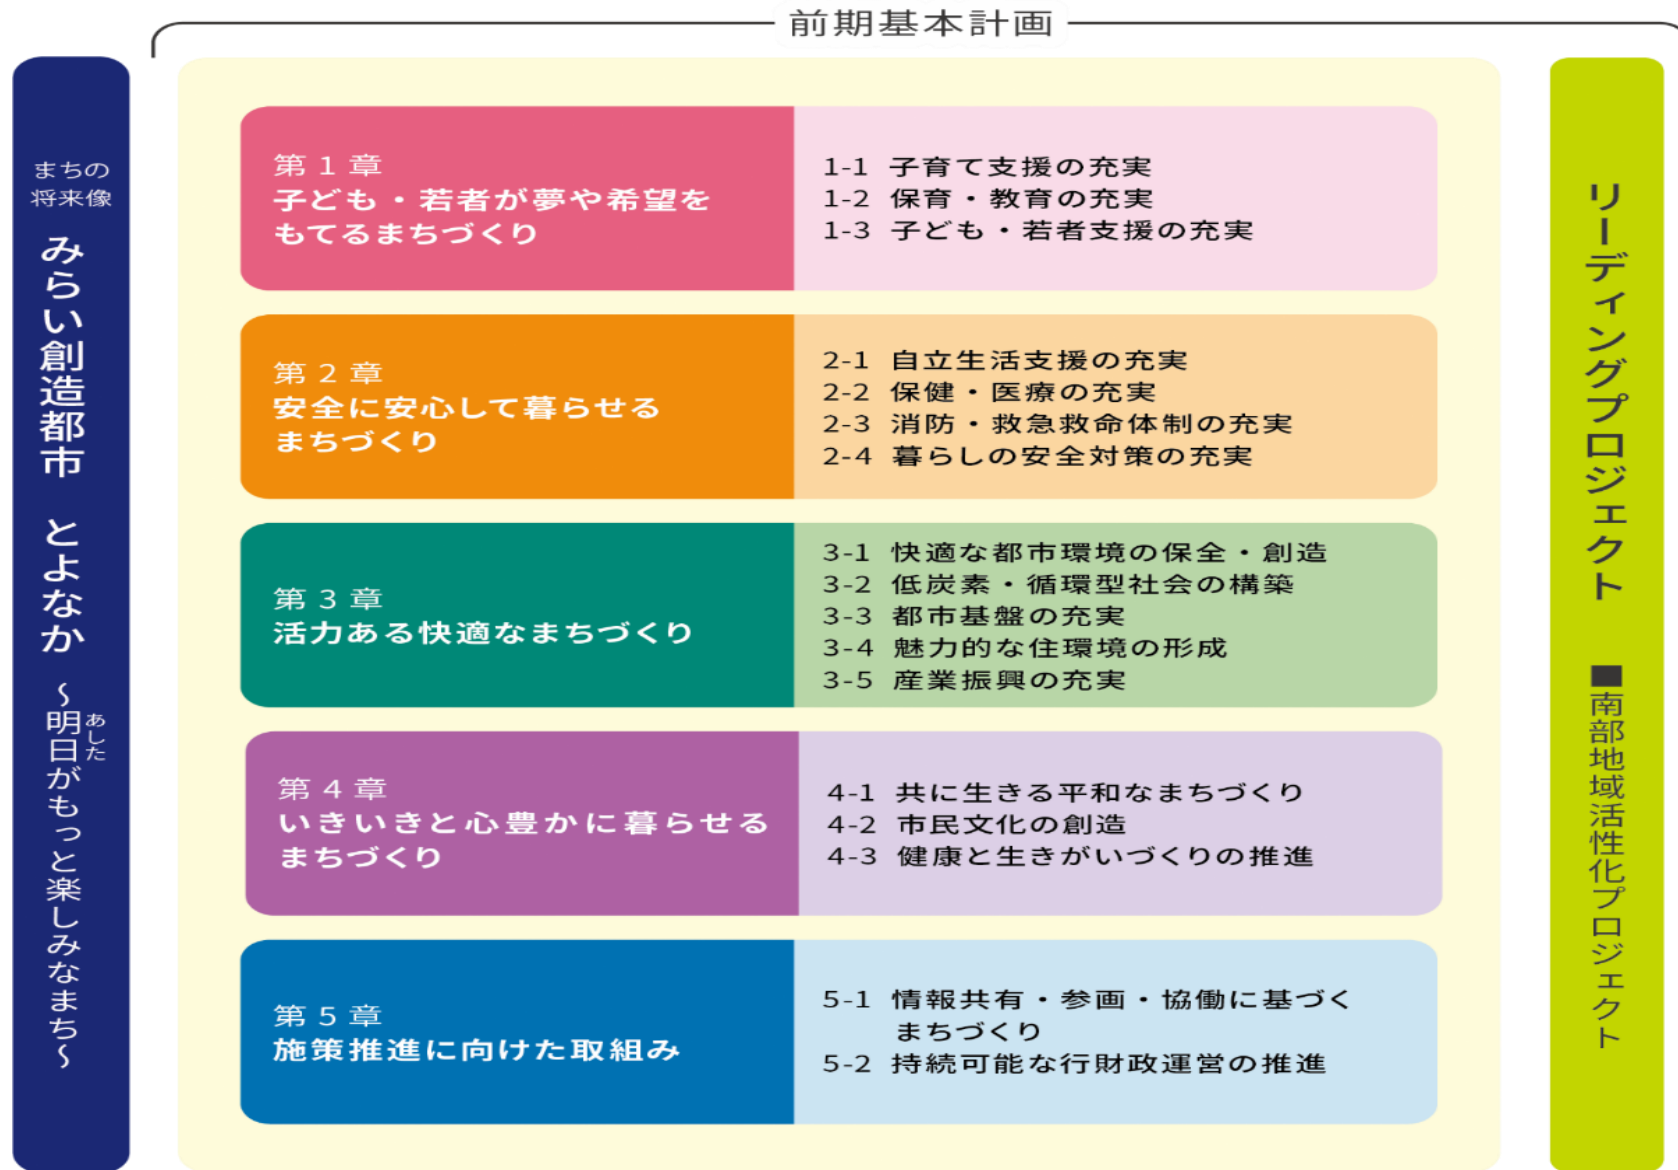 前期基本計画
まちの
将来像
みらい創造都市 とよなか
～明日がもっと楽しみなまち～
あした
第1章
子ども・若者が夢や希望を
もてるまちづくり
1-1 子育て支援の充実
1-2 保育・教育の充実
1-3 子ども・若者支援の充実
第2章
安全に安心して暮らせる
まちづくり
2-1 自立生活支援の充実
2-2 保健・医療の充実
2-3 消防・救急救命体制の充実
2-4 暮らしの安全対策の充実
第3章
活力ある快適なまちづくり
3-1 快適な都市環境の保全・創造
3-2 低炭素・循環型社会の構築
3-3 都市基盤の充実
3-4 魅力的な住環境の形成
3-5 産業振興の充実
第4章
いきいきと心豊かに暮らせる
まちづくり
4-1 共に生きる平和なまちづくり
4-2 市民文化の創造
4-3 健康と生きがいづくりの推進
第5章
施策推進に向けた取組み
5-1 情報共有・参画・協働に基づく
まちづくり
5-2 持続可能な行財政運営の推進
リーディングプロジェクト ■南部地域活性化プロジェクト